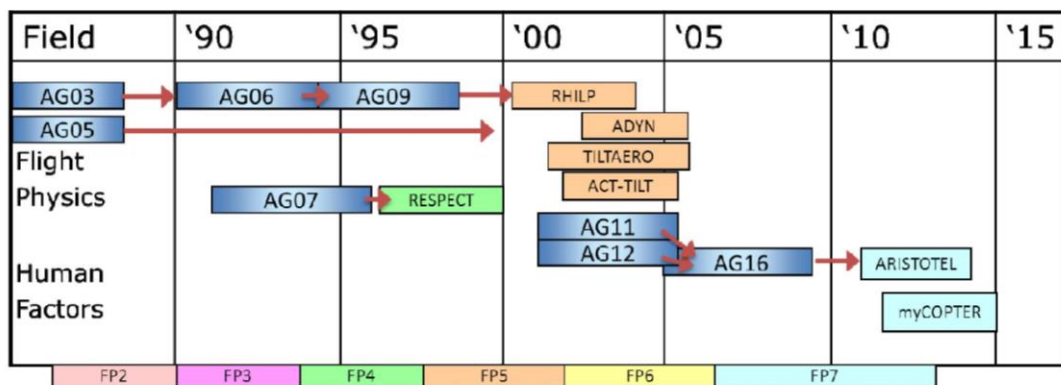 Field '90 '95 '00 '05 '10 '15
AG03 AG06 AG09 RHILP
AG05 ADYN
Flight TILTAERO
Physics ACT-TILT
AG07 RESPECT
AG11
AG12 AG16 ARISTOTEL
Human
Factors myCOPTER
FP2 FP3 FP4 FP5 FP6 FP7